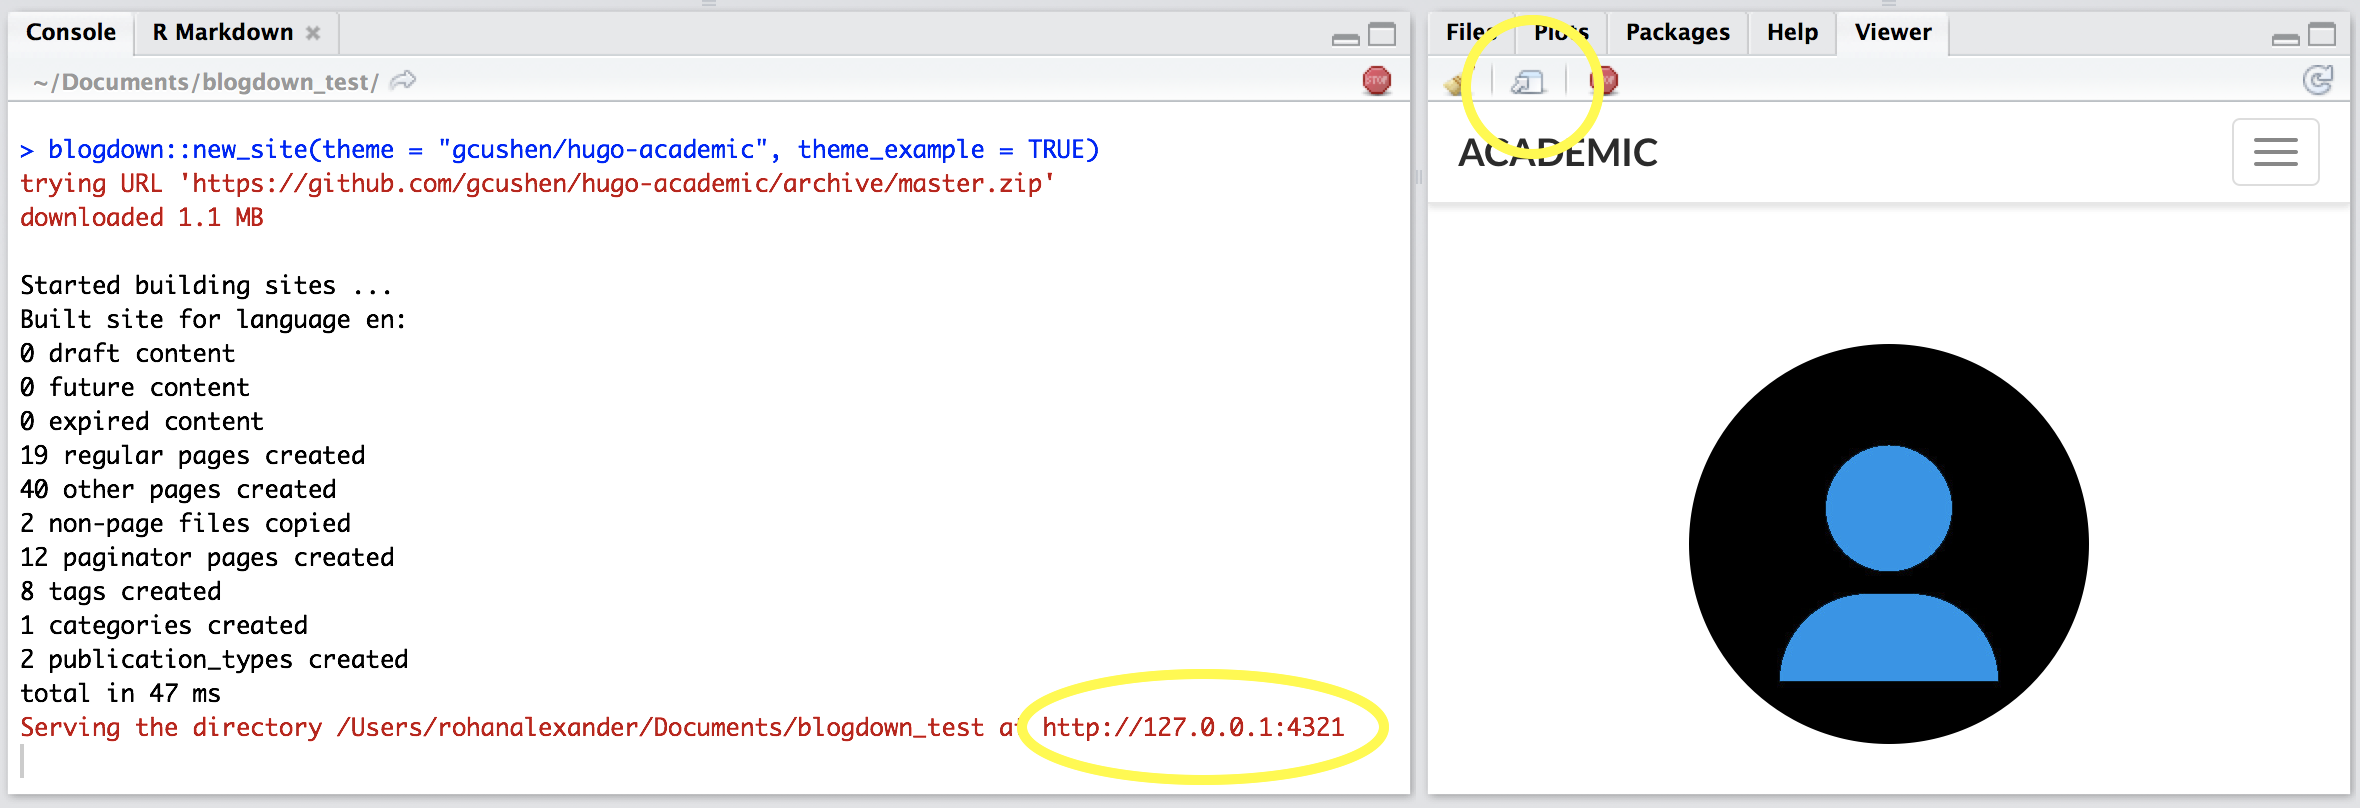 Console R Markdown
~/Documents/blogdown_test/
> blogdown::new_site(theme = "gcushen/hugo-academic", theme_example = TRUE)
trying URL 'https://github.com/gcushen/hugo-academic/archive/master.zip'
downloaded 1.1 MB
Started building sites ...
Built site for language en:
0 draft content
0 future content
0 expired content
19 regular pages created
40 other pages created
2 non-page files copied
12 paginator pages created
8 tags created
1 categories created
2 publication_types created
total in 47 ms
Serving the directory /Users/rohanalexander/Documents/blogdown_test at http://127.0.0.1:4321
Files Plots Packages Help Viewer
STOP
STOP
ACADEMIC